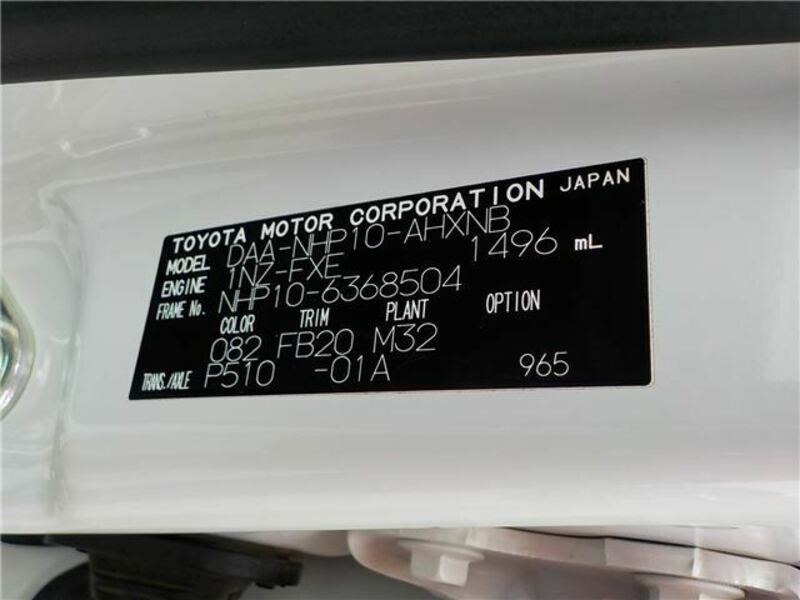 TOYOTA MOTOR CORPORATION JAPAN
MODEL DAA-NHP10-AHXNB
ENGINE 1NZ-FXE 1496 mL
FRAME No. NHP10-6368504
COLOR TRIM PLANT OPTION
082 FB20 M32
TRANS./AXLE P510 -01A 965